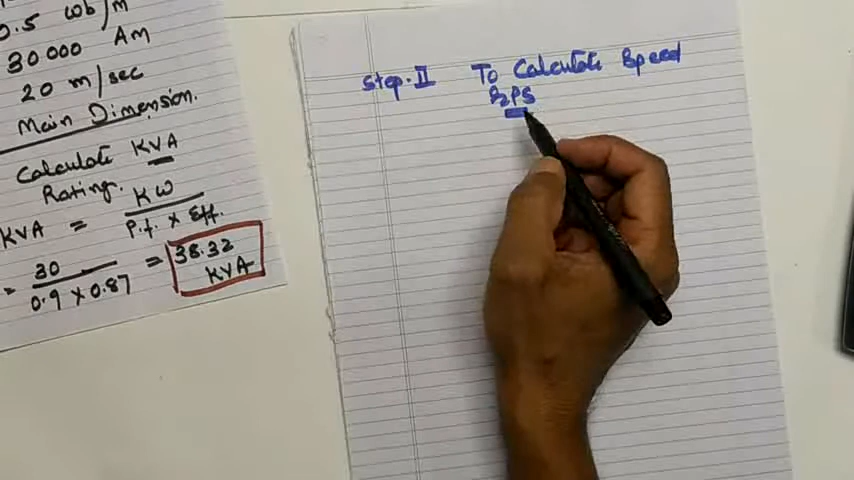 0.5 wb/m
30000 Am
20 m/sec
Main Dimension.
Calculate KVA
Rating.
KVA = KW
P.f. × Eff.
= 30
0.9 × 0.87
= 38.32
KVA
Step-II To Calculate Speed
RPS